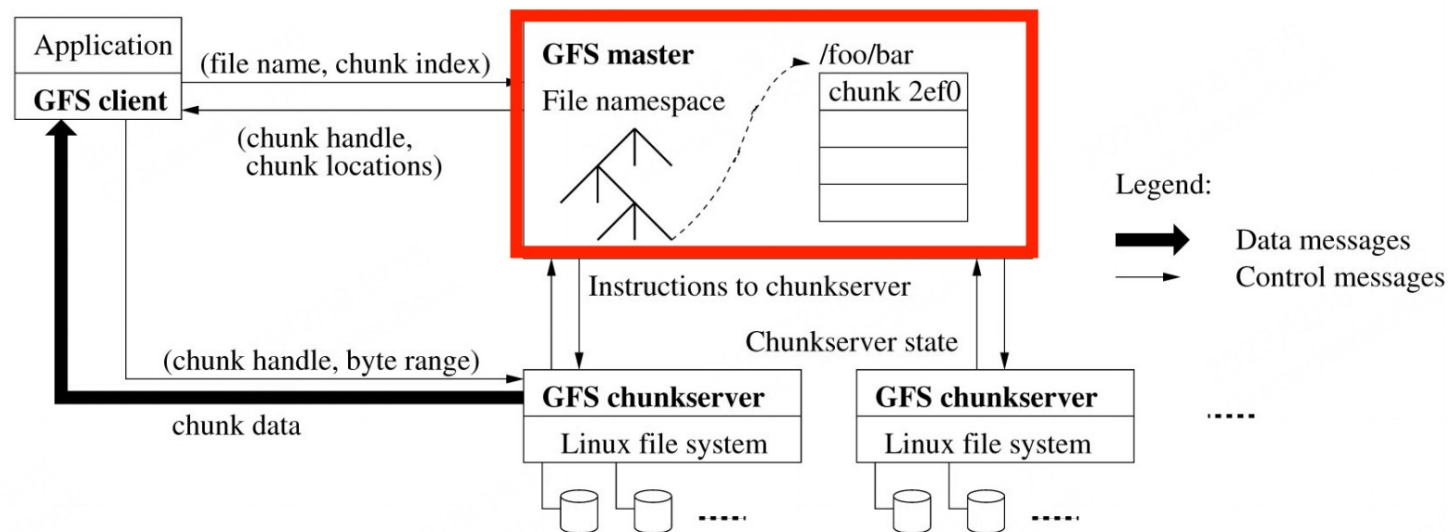 Application
GFS client
(file name, chunk index)
(chunk handle,
chunk locations)
GFS master
File namespace
/foo/bar
chunk 2ef0
Legend:
Data messages
Control messages
Instructions to chunkserver
Chunkserver state
(chunk handle, byte range)
chunk data
GFS chunkserver
Linux file system
GFS chunkserver
Linux file system